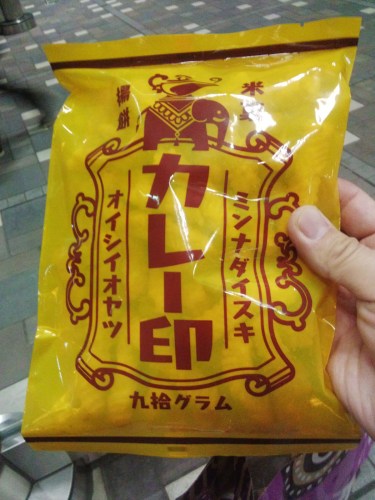 米菓
揚餅
ミンナダイスキ
カレー印
オイシイオヤツ
九拾グラム